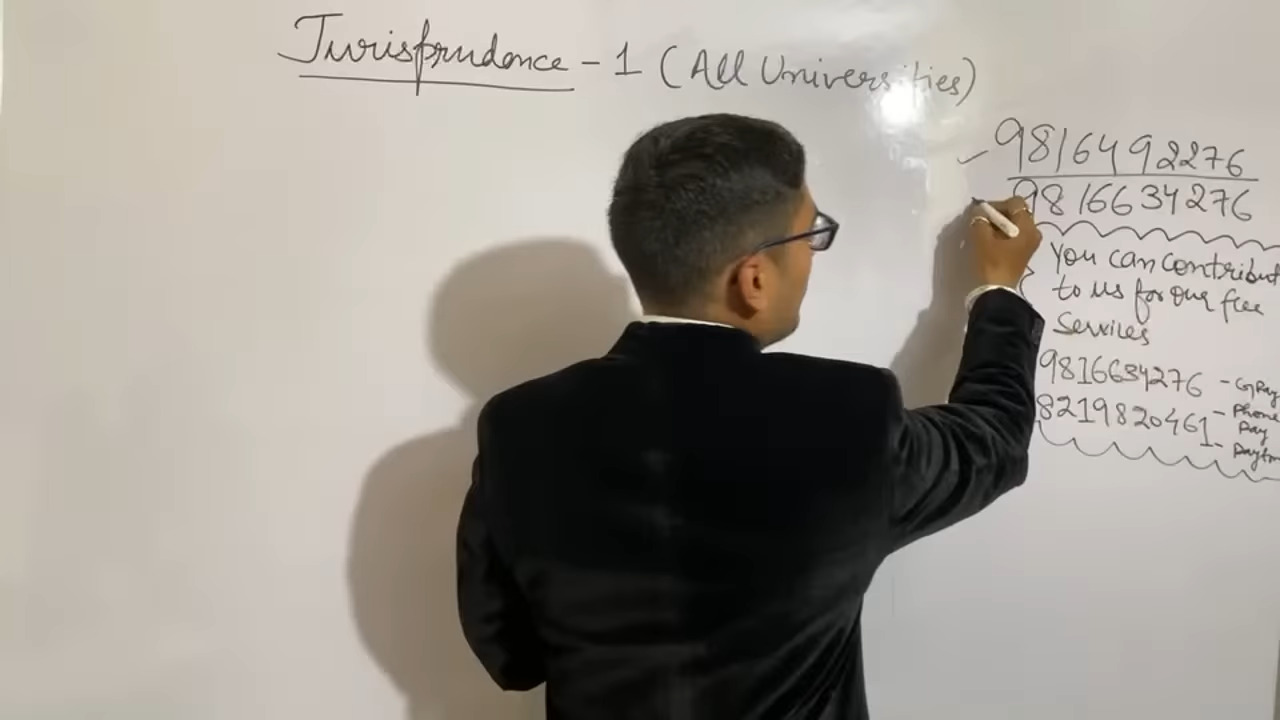 Jurisprudence - 1 (All Universities)
9816492276
9816634276
You can contribut
to us for our free
Services
9816634276 - GPay
8219820461 - Phone
Pay
- Paytm